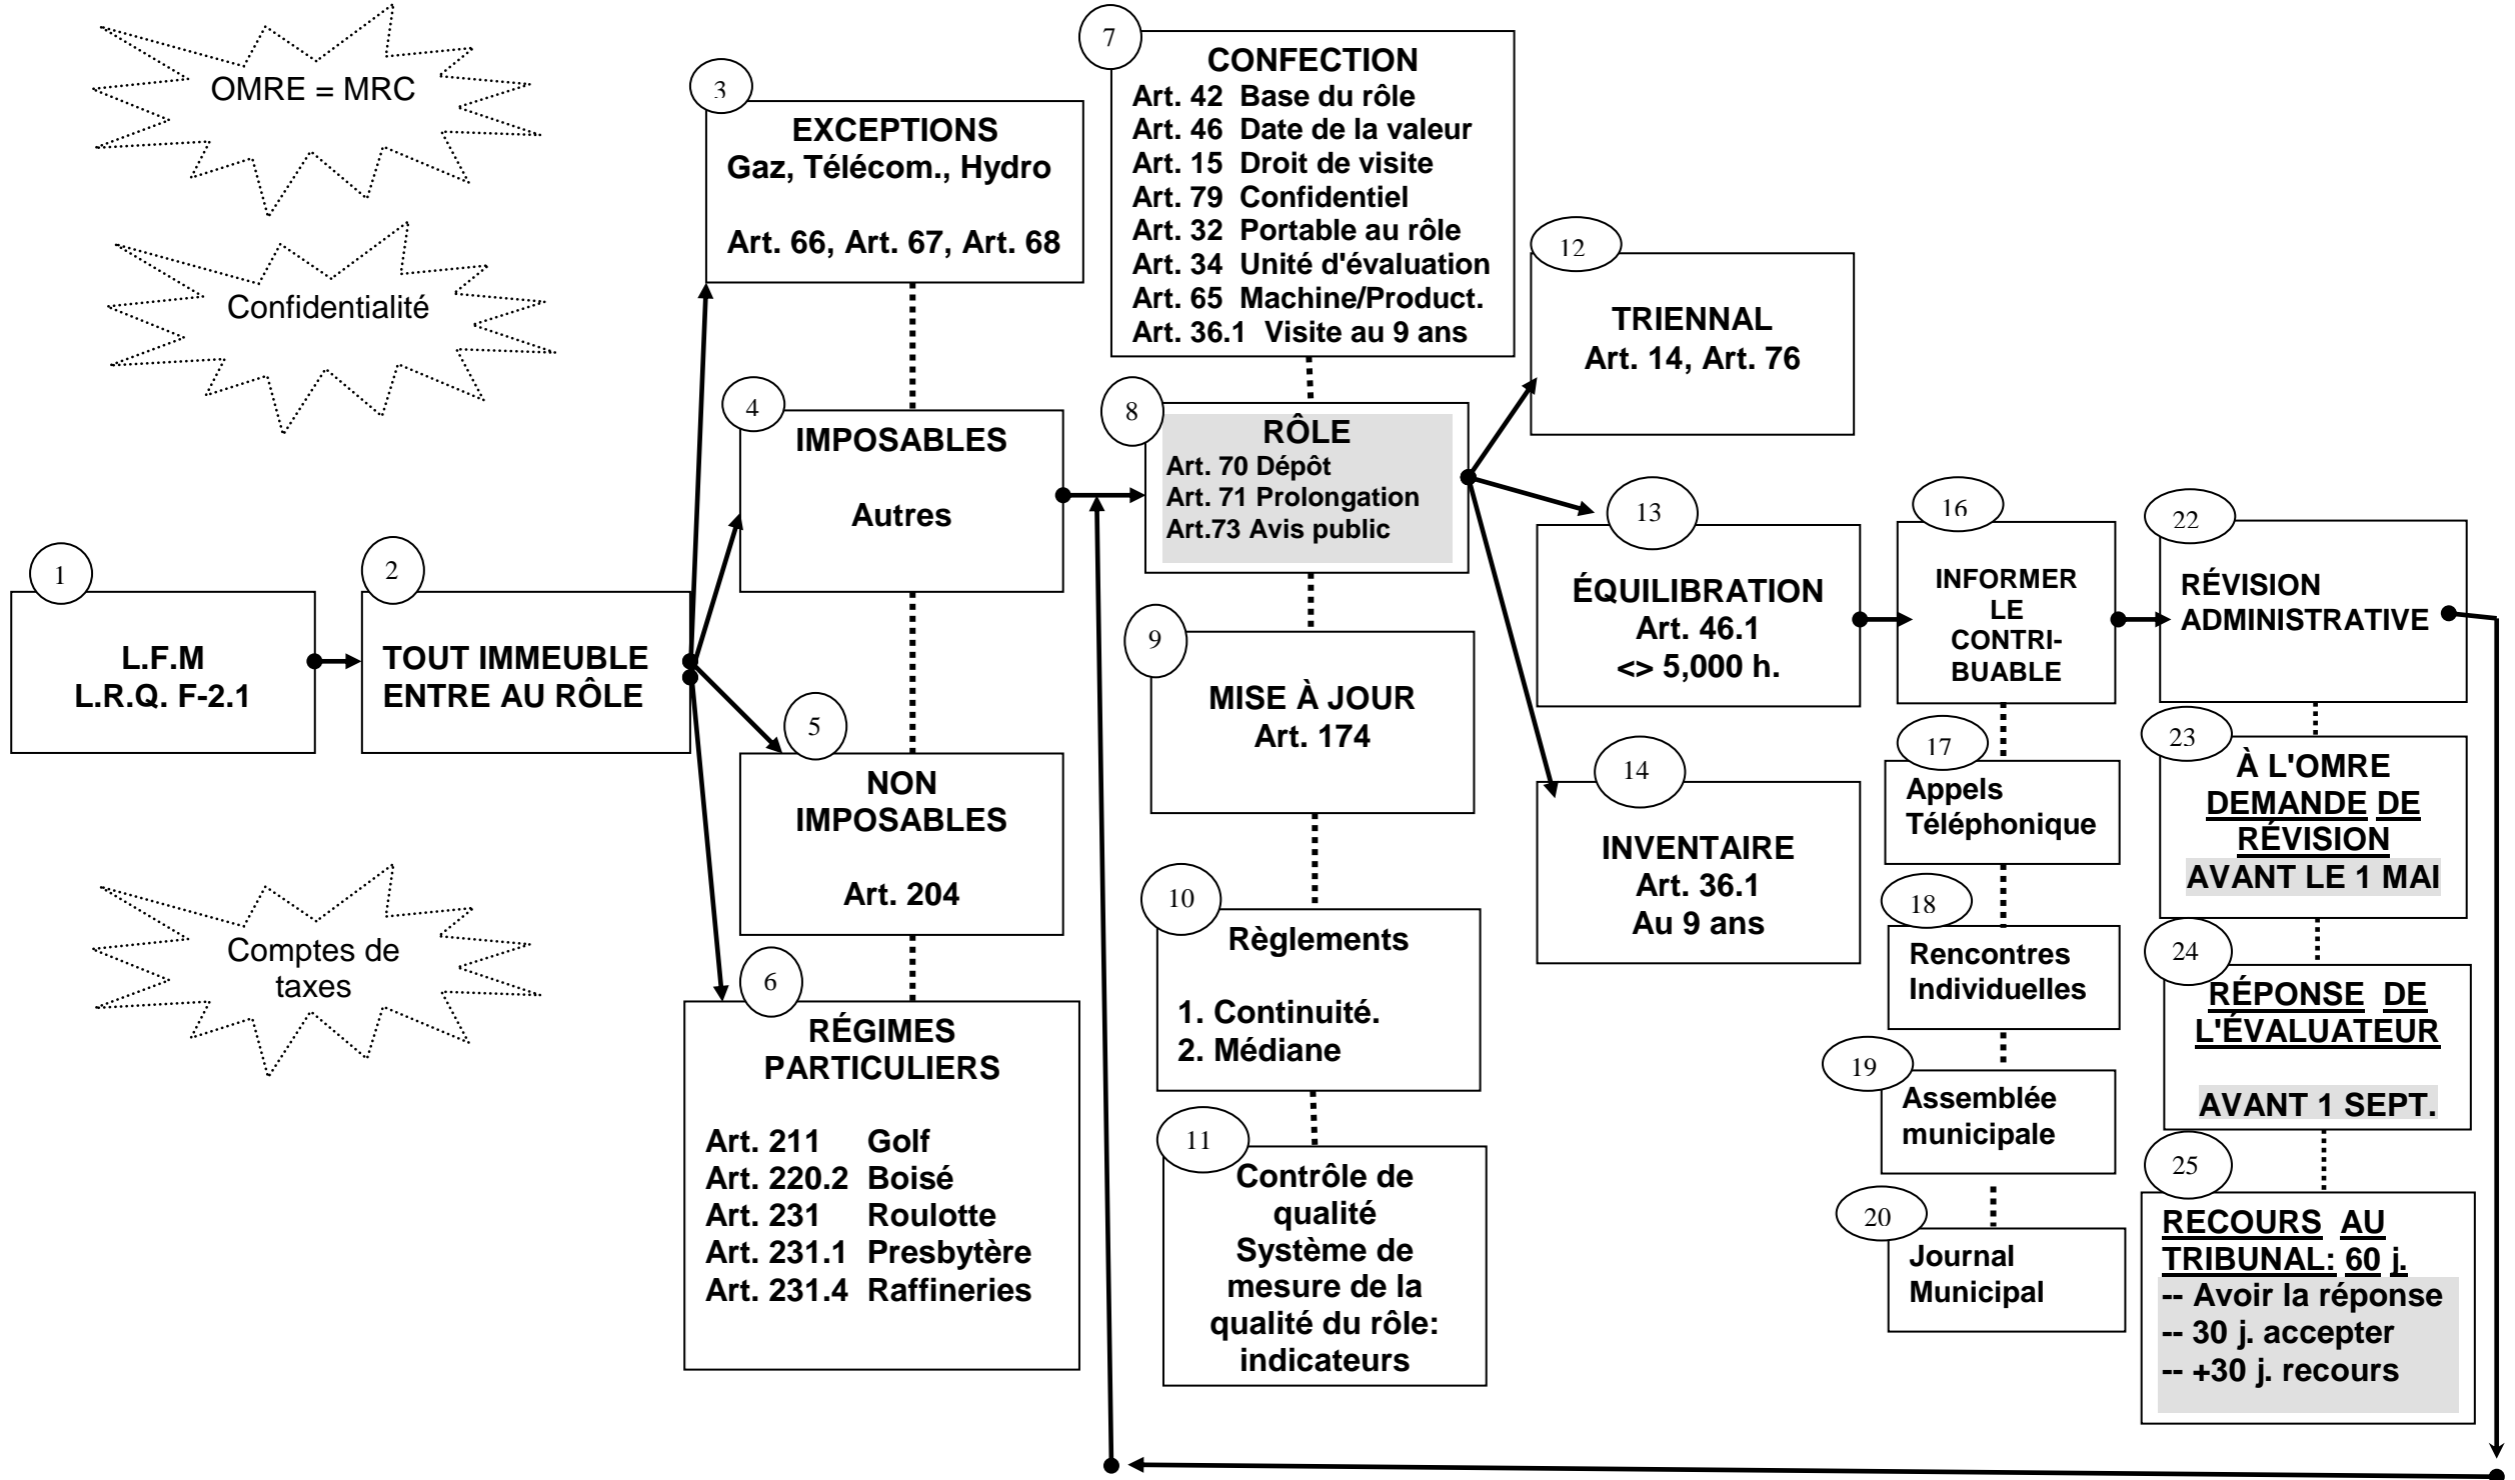 OMRE = MRC
Confidentialité
Comptes de
taxes
1
L.F.M
L.R.Q. F-2.1
2
TOUT IMMEUBLE
ENTRE AU RÔLE
3
EXCEPTIONS
Gaz, Télécom., Hydro
Art. 66, Art. 67, Art. 68
4
IMPOSABLES
Autres
5
NON
IMPOSABLES
Art. 204
6
RÉGIMES
PARTICULIERS
Art. 211 Golf
Art. 220.2 Boisé
Art. 231 Roulotte
Art. 231.1 Presbytère
Art. 231.4 Raffineries
7
CONFECTION
Art. 42 Base du rôle
Art. 46 Date de la valeur
Art. 15 Droit de visite
Art. 79 Confidentiel
Art. 32 Portable au rôle
Art. 34 Unité d'évaluation
Art. 65 Machine/Product.
Art. 36.1 Visite au 9 ans
8
RÔLE
Art. 70 Dépôt
Art. 71 Prolongation
Art.73 Avis public
9
MISE À JOUR
Art. 174
10
Règlements
1. Continuité.
2. Médiane
11
Contrôle de
qualité
Système de
mesure de la
qualité du rôle:
indicateurs
12
TRIENNAL
Art. 14, Art. 76
13
ÉQUILIBRATION
Art. 46.1
<> 5,000 h.
14
INVENTAIRE
Art. 36.1
Au 9 ans
16
INFORMER
LE
CONTRI-
BUABLE
17
Appels
Téléphonique
18
Rencontres
Individuelles
19
Assemblée
municipale
20
Journal
Municipal
22
RÉVISION
ADMINISTRATIVE
23
À L'OMRE
DEMANDE DE
RÉVISION
AVANT LE 1 MAI
24
RÉPONSE DE
L'ÉVALUATEUR
AVANT 1 SEPT.
25
RECOURS AU
TRIBUNAL: 60 j.
-- Avoir la réponse
-- 30 j. accepter
-- +30 j. recours